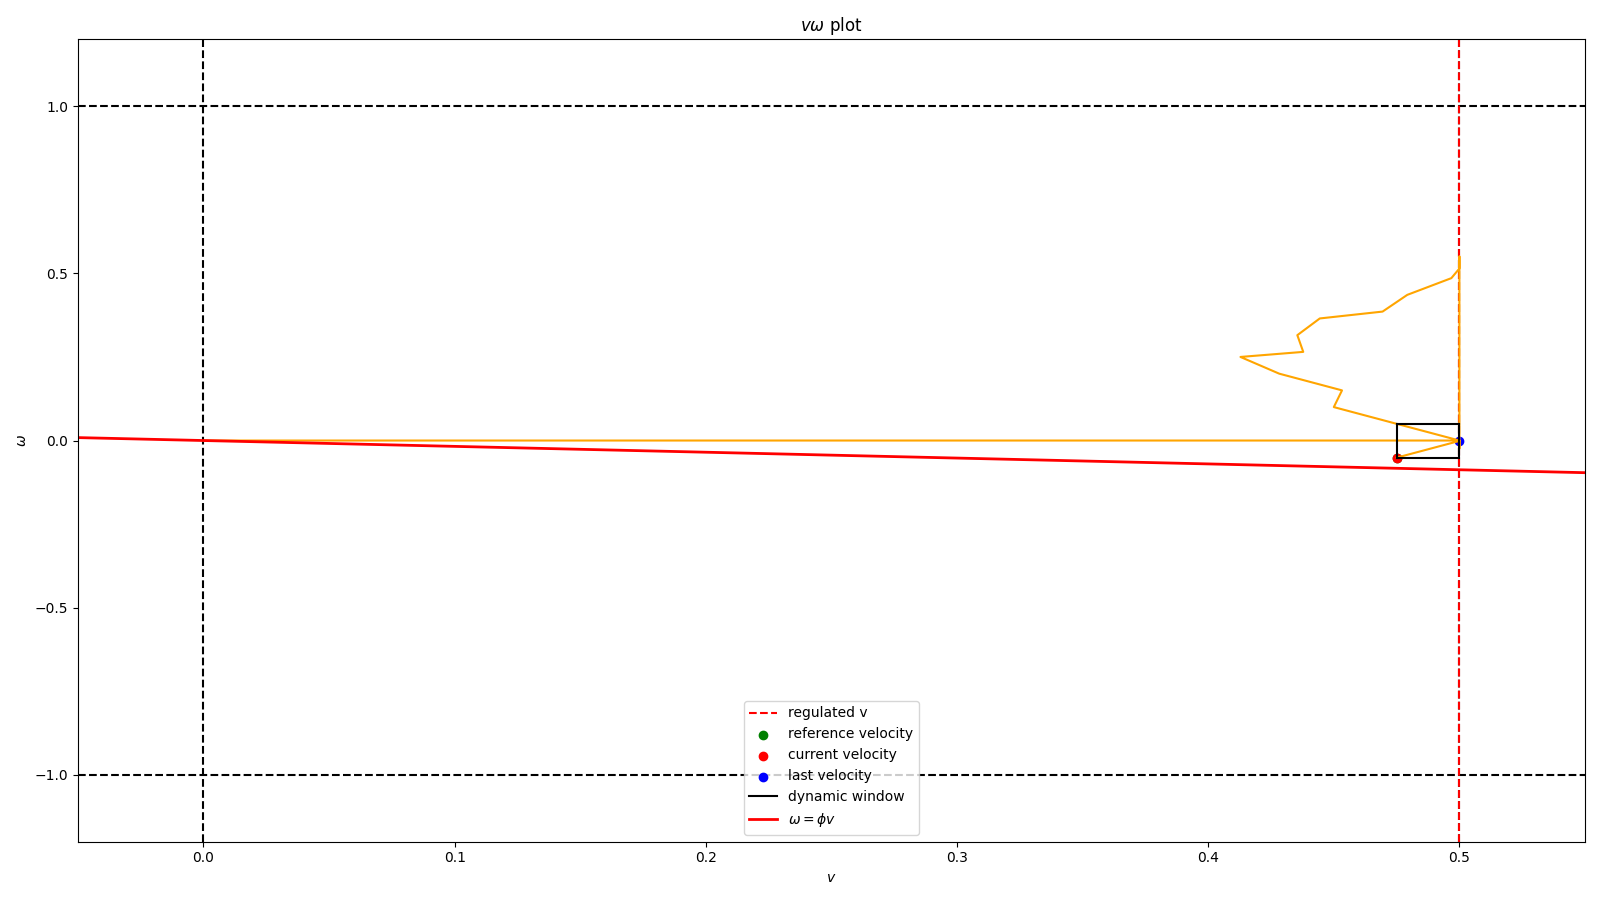 vω plot
1.0
0.5
0.0
−0.5
−1.0
ω
regulated v
reference velocity
current velocity
last velocity
dynamic window
ω = ϕv
0.0 0.1 0.2 0.3 0.4 0.5
v